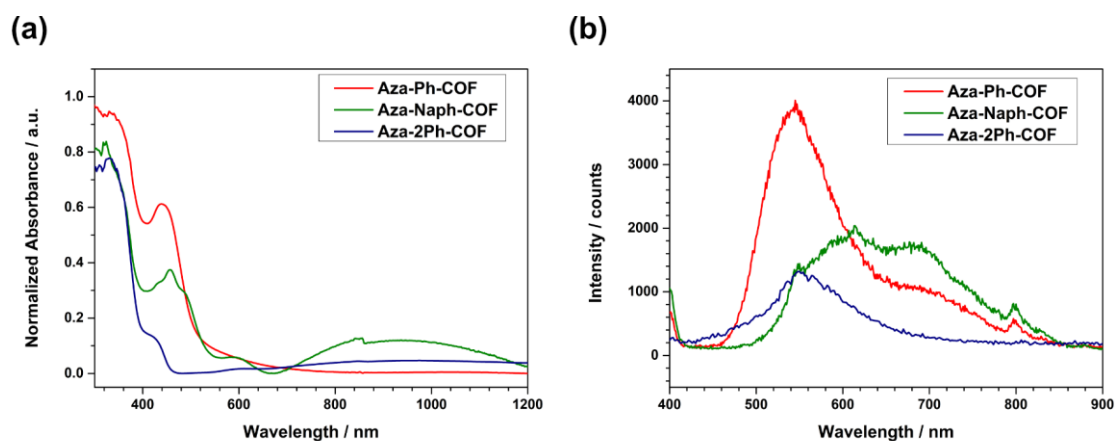 (a)
(b)
Normalized Absorbance / a.u.
1.0
0.8
0.6
0.4
0.2
0.0
Aza-Ph-COF
Aza-Naph-COF
Aza-2Ph-COF
400 600 800 1000 1200
Wavelength / nm
Intensity / counts
4000
3000
2000
1000
0
Aza-Ph-COF
Aza-Naph-COF
Aza-2Ph-COF
400 500 600 700 800 900
Wavelength / nm